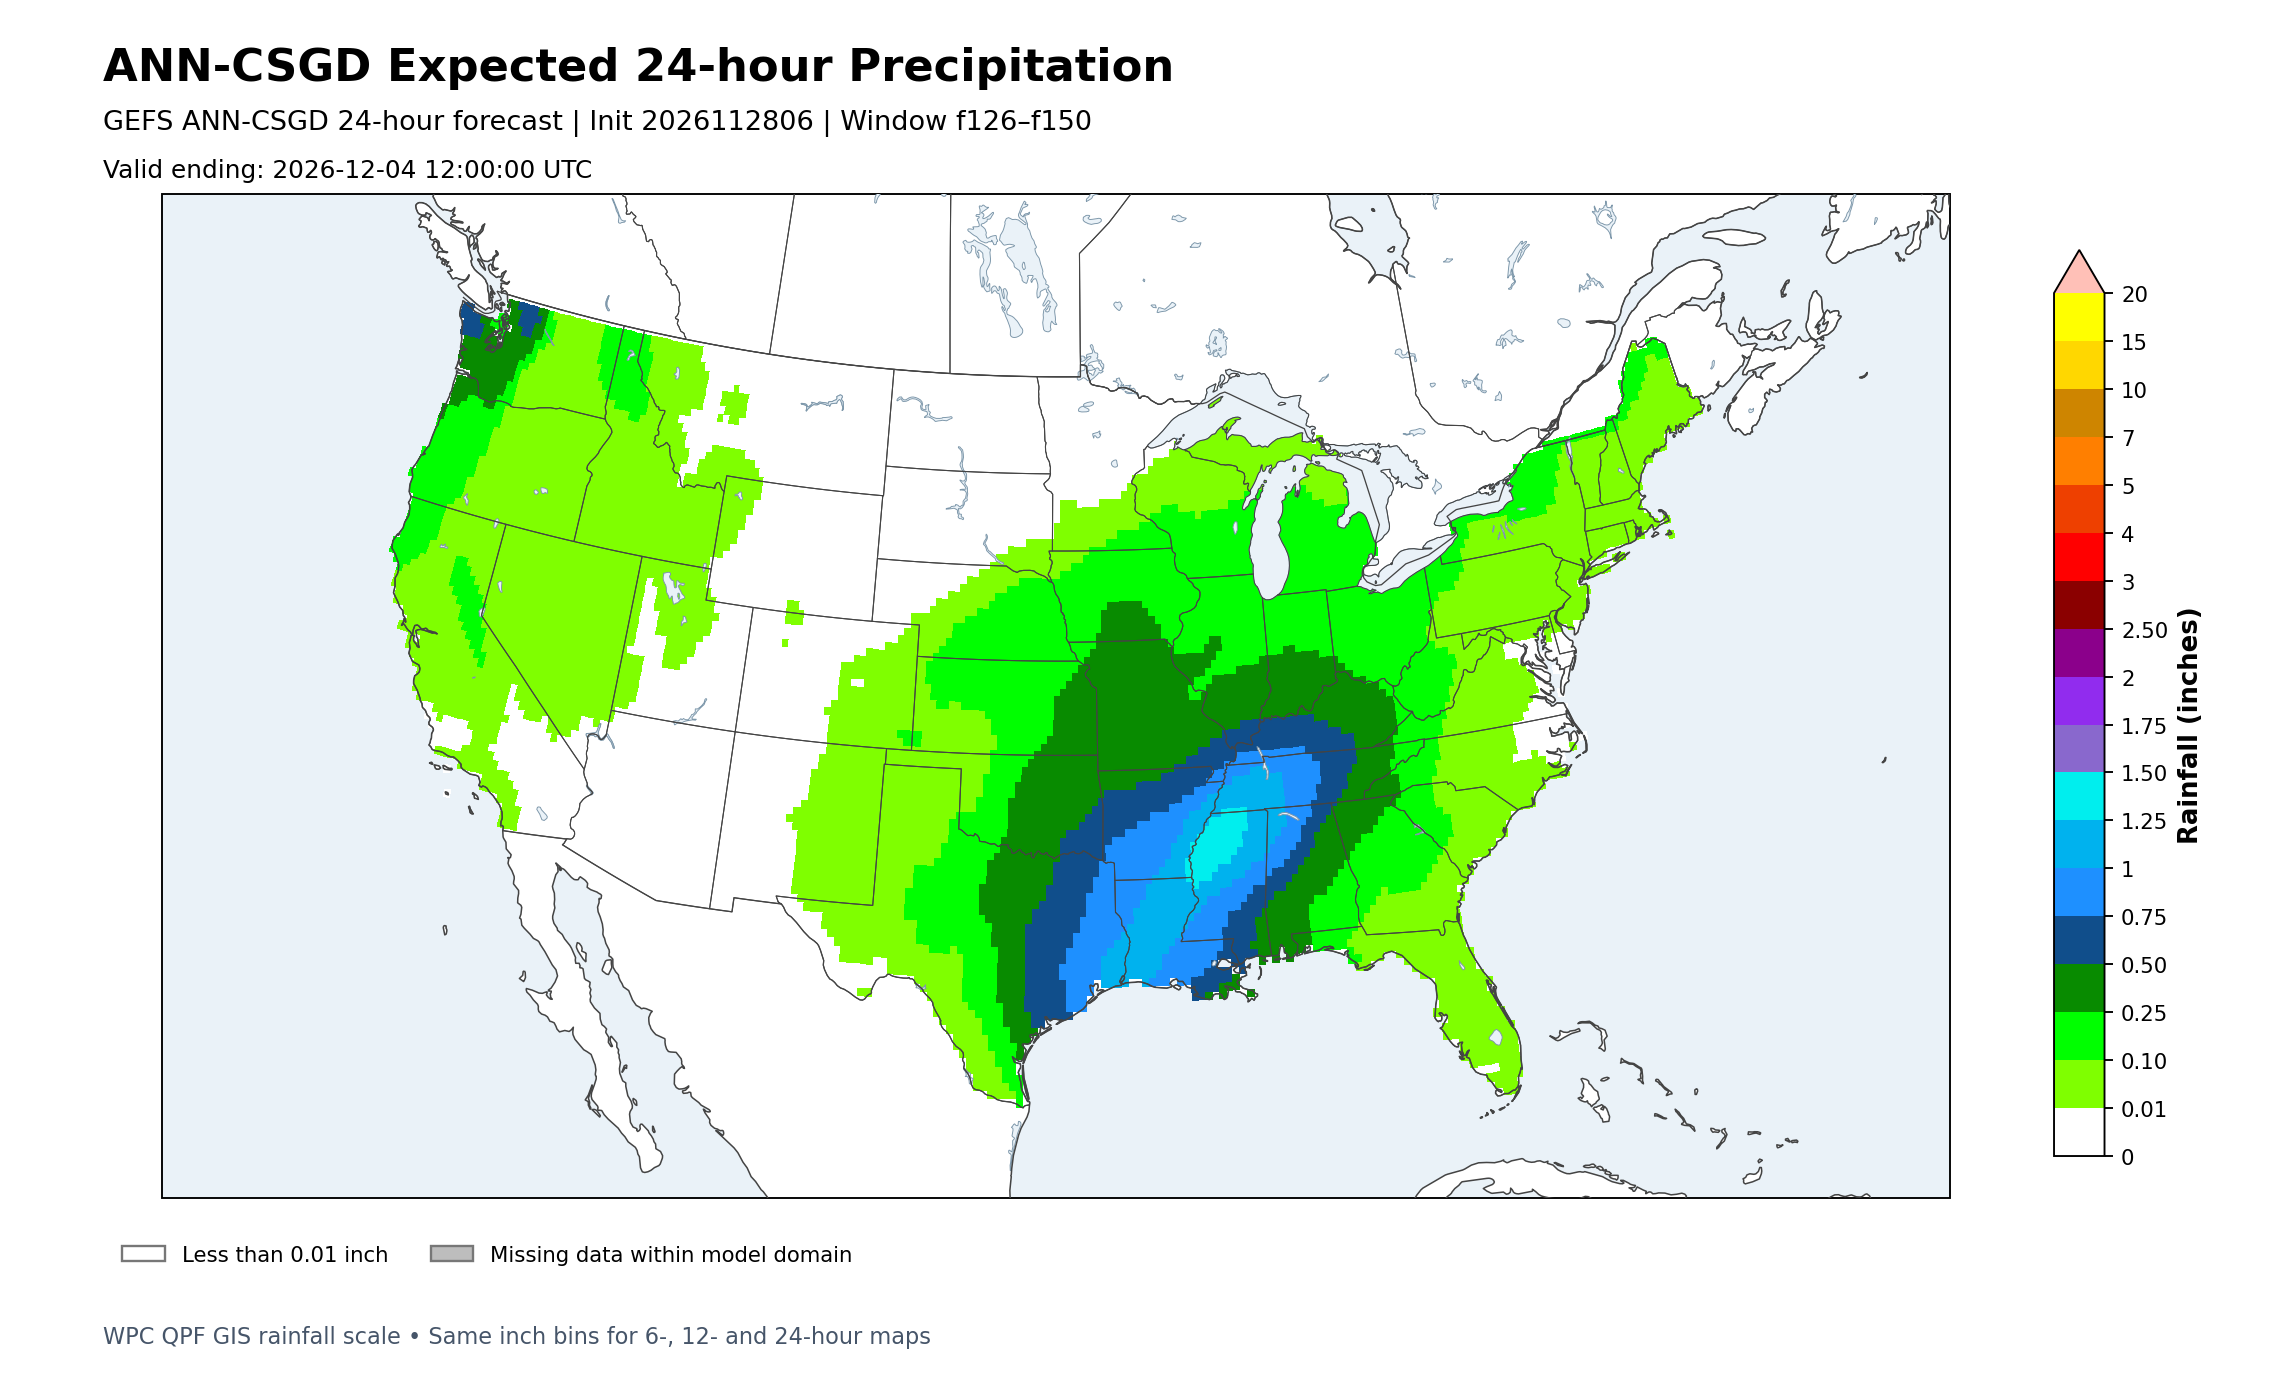 ANN-CSGD Expected 24-hour Precipitation
GEFS ANN-CSGD 24-hour forecast | Init 2026112806 | Window f126–f150
Valid ending: 2026-12-04 12:00:00 UTC
20
15
10
7
5
4
3
2.50
2
1.75
1.50
1.25
1
0.75
0.50
0.25
0.10
0.01
0
Rainfall (inches)
Less than 0.01 inch
Missing data within model domain
WPC QPF GIS rainfall scale • Same inch bins for 6-, 12- and 24-hour maps